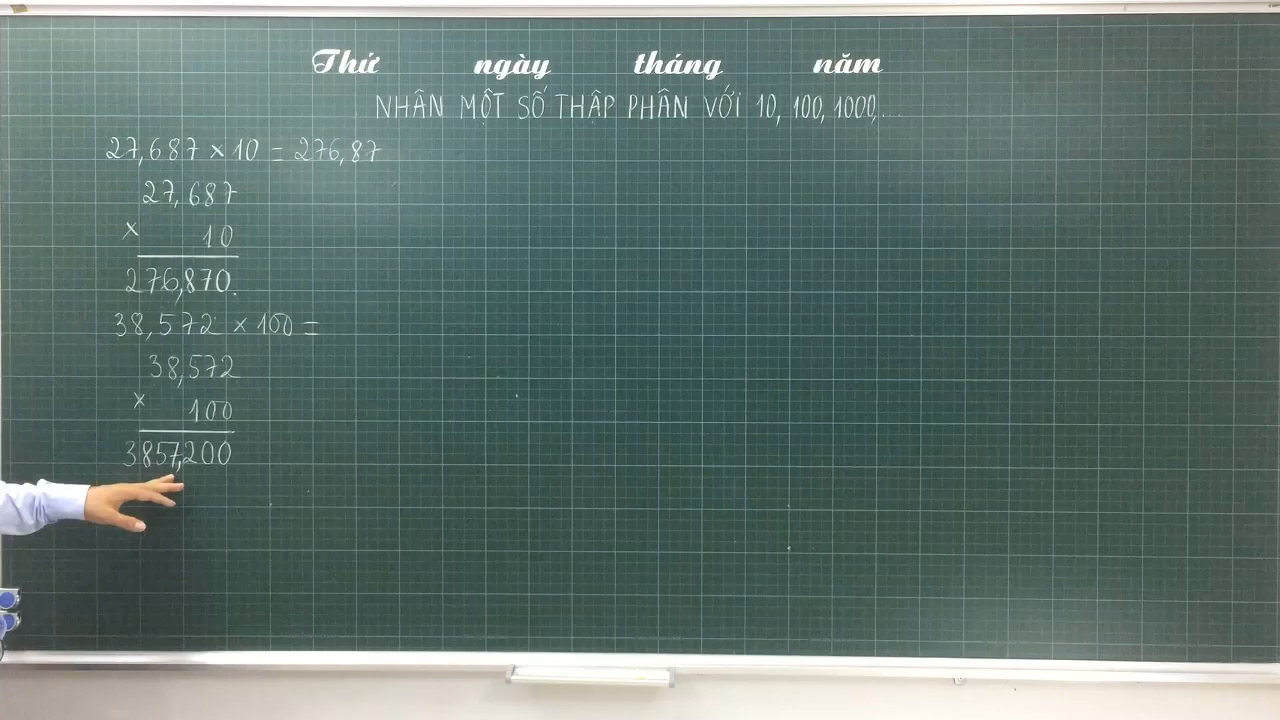 Thứ ngày tháng năm
NHÂN MỘT SỐ THẬP PHÂN VỚI 10, 100, 1000,...
27,687 × 10 = 276,87
27,687
× 10
276,870
38,572 × 100 =
38,572
× 100
3857,200